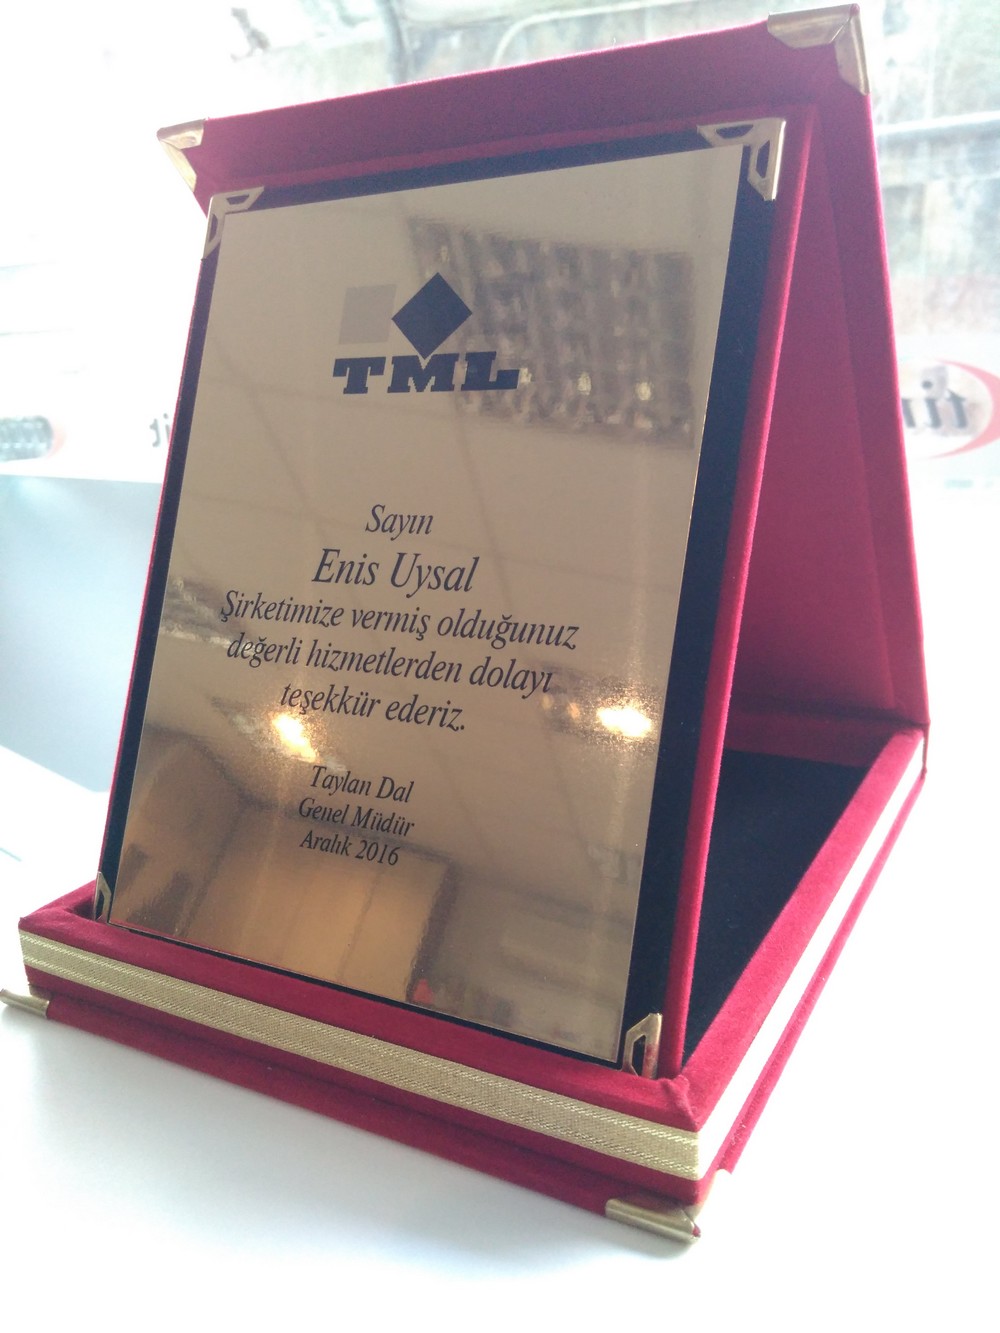 TML
Sayın
Enis Uysal
Şirketimize vermiş olduğunuz
değerli hizmetlerden dolayı
teşekkür ederiz.
Taylan Dal
Genel Müdür
Aralık 2016